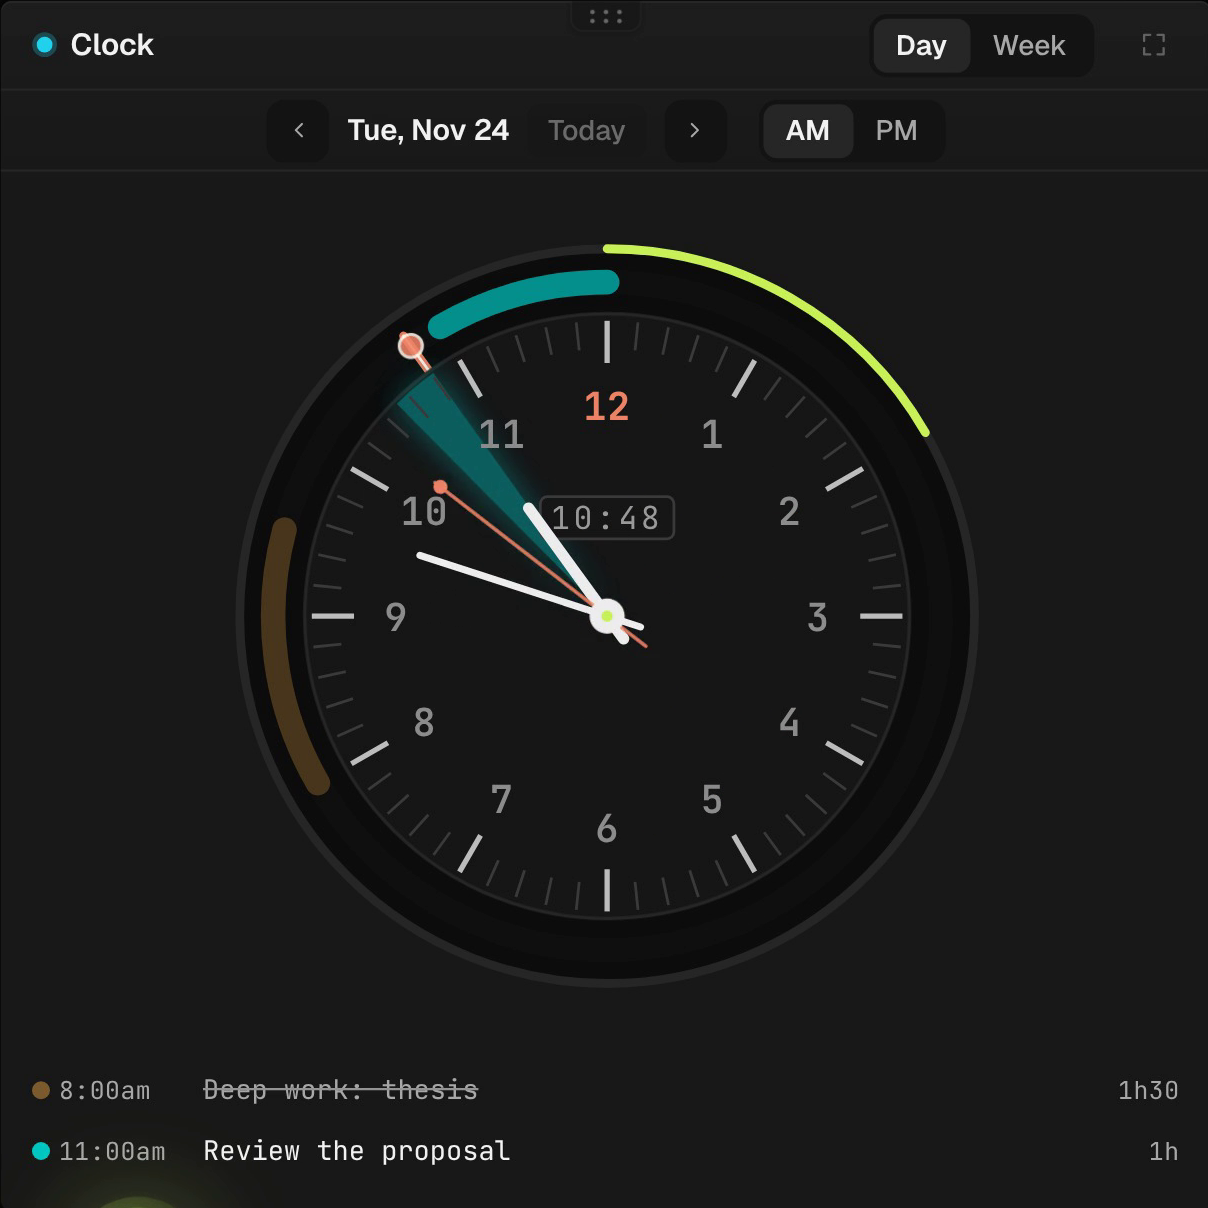 Clock
Day Week
Tue, Nov 24 Today AM PM
12
11 1
10 10:48 2
9 3
8 4
7 5
6
8:00am Deep work: thesis 1h30
11:00am Review the proposal 1h